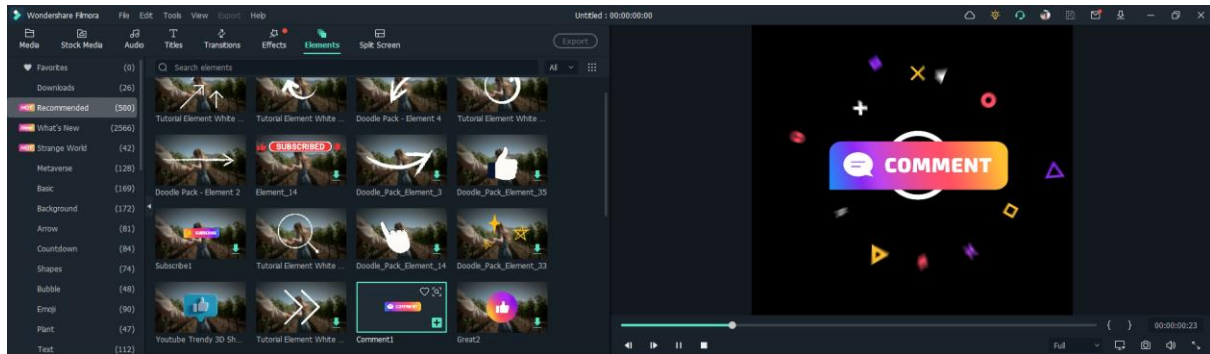 Wondershare Filmora File Edit Tools View Export Help Untitled : 00:00:00:00
Media Stock Media Audio Titles Transitions Effects Elements Split Screen Export
Favorites (0) Search elements All
Downloads (26)
HOT Recommended (500)
Tutorial Element White ... Tutorial Element White ... Doodle Pack - Element 4 Tutorial Element White ...
What's New (2566)
HOT Strange World (42)
SUBSCRIBED
Metaverse (128)
Basic (169)
Doodle Pack - Element 2 Element_14 Doodle_Pack_Element_3 Doodle_Pack_Element_35
COMMENT
Background (172)
Arrow (81)
SUBSCRIBE
Countdown (84)
Shapes (74)
Subscribe1 Tutorial Element White ... Doodle_Pack_Element_14 Doodle_Pack_Element_33
Bubble (48)
Emoji (90)
COMMENT
Plant (47)
Youtube Trendy 3D Sh... Tutorial Element White ... Comment1 Great2
{ } 00:00:00:23
Text (112)
Full